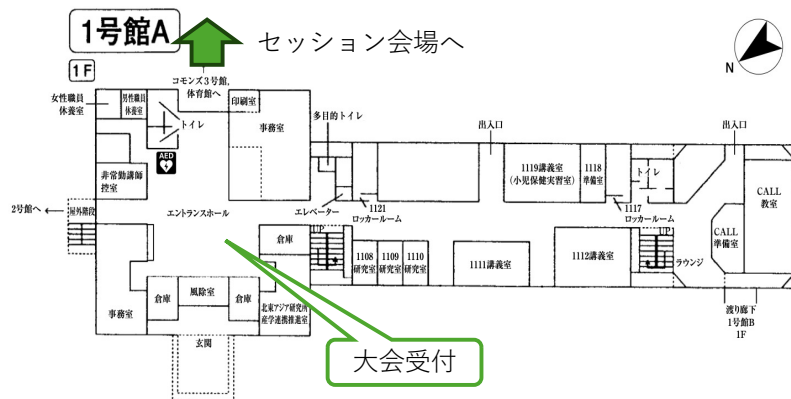 1号館A
セッション会場へ
N
1F
コモンズ3号館,
体育館へ
女性職員
休養室
男性職員
休養室
トイレ
印刷室
事務室
多目的トイレ
出入口
出入口
AED
1119講義室
(小児保健実習室)
1118
準備室
トイレ
非常勤講師
控室
CALL
教室
2号館へ ←
屋外階段
エントランスホール
エレベーター
1121
ロッカールーム
1117
ロッカールーム
倉庫
UP
1108
研究室
1109
研究室
1110
研究室
1111講義室
1112講義室
UP
ラウンジ
CALL
準備室
事務室
倉庫
風除室
倉庫
北東アジア研究所
産学連携推進室
渡り廊下
1号館B
1F
玄関
大会受付